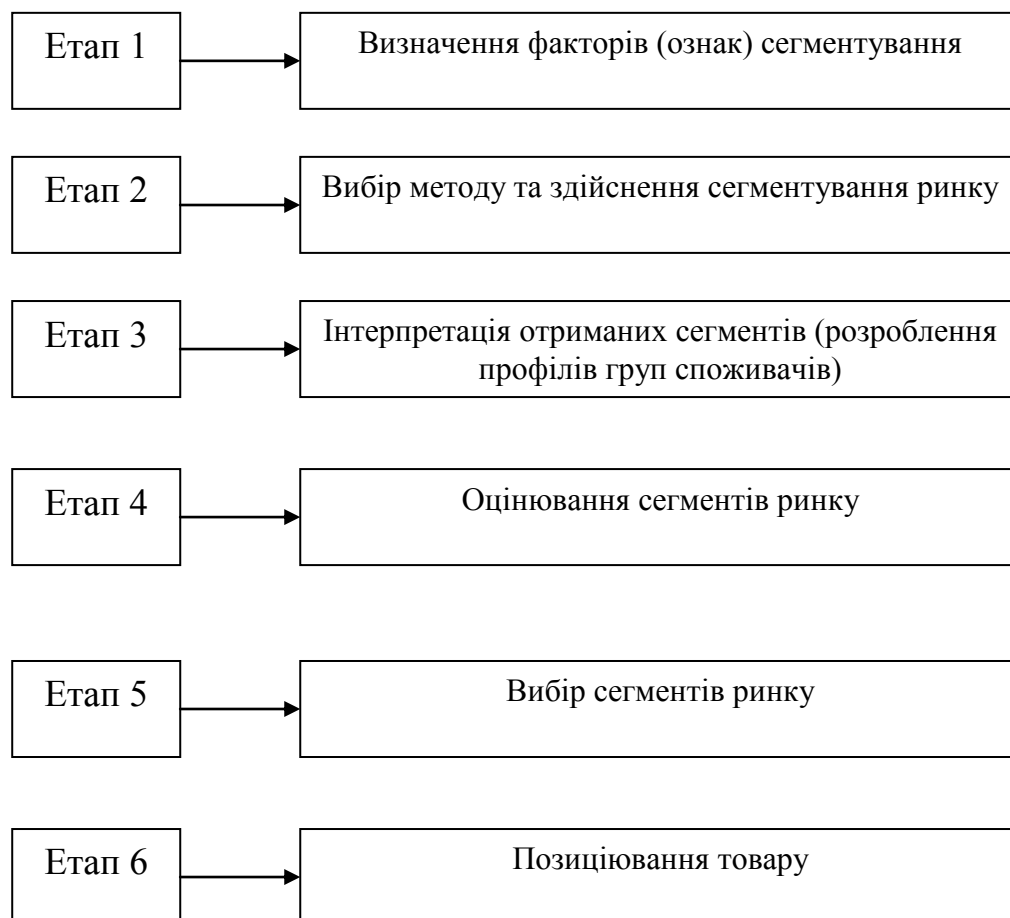 Етап 1
Визначення факторів (ознак) сегментування
Етап 2
Вибір методу та здійснення сегментування ринку
Етап 3
Інтерпретація отриманих сегментів (розроблення
профілів груп споживачів)
Етап 4
Оцінювання сегментів ринку
Етап 5
Вибір сегментів ринку
Етап 6
Позиціювання товару